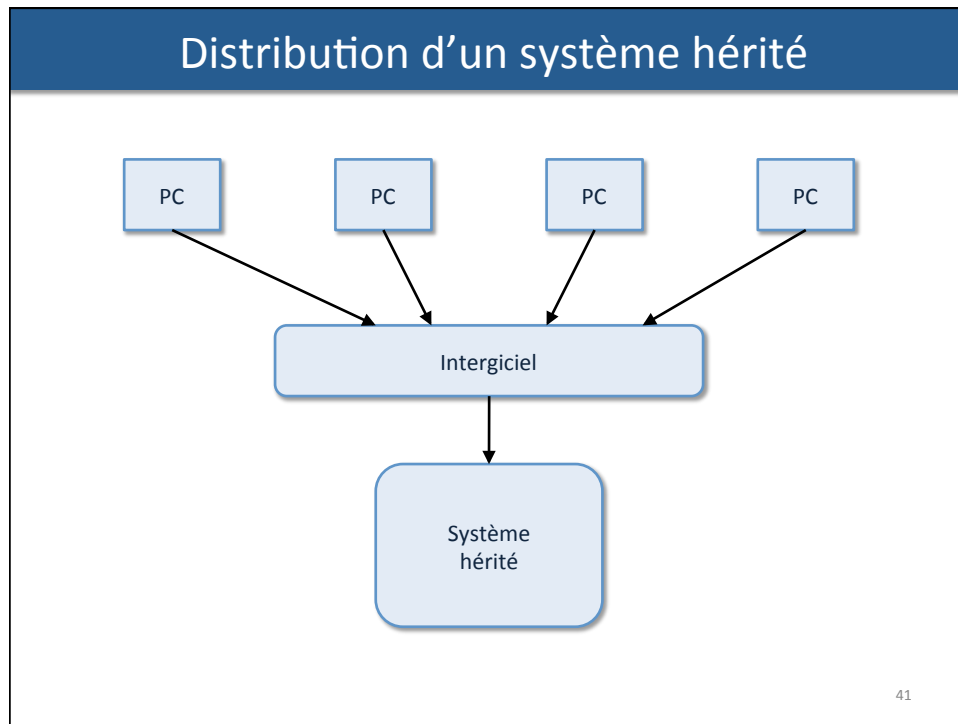 Distribution d'un système hérité
PC PC PC PC
Intergiciel
Système
hérité
41